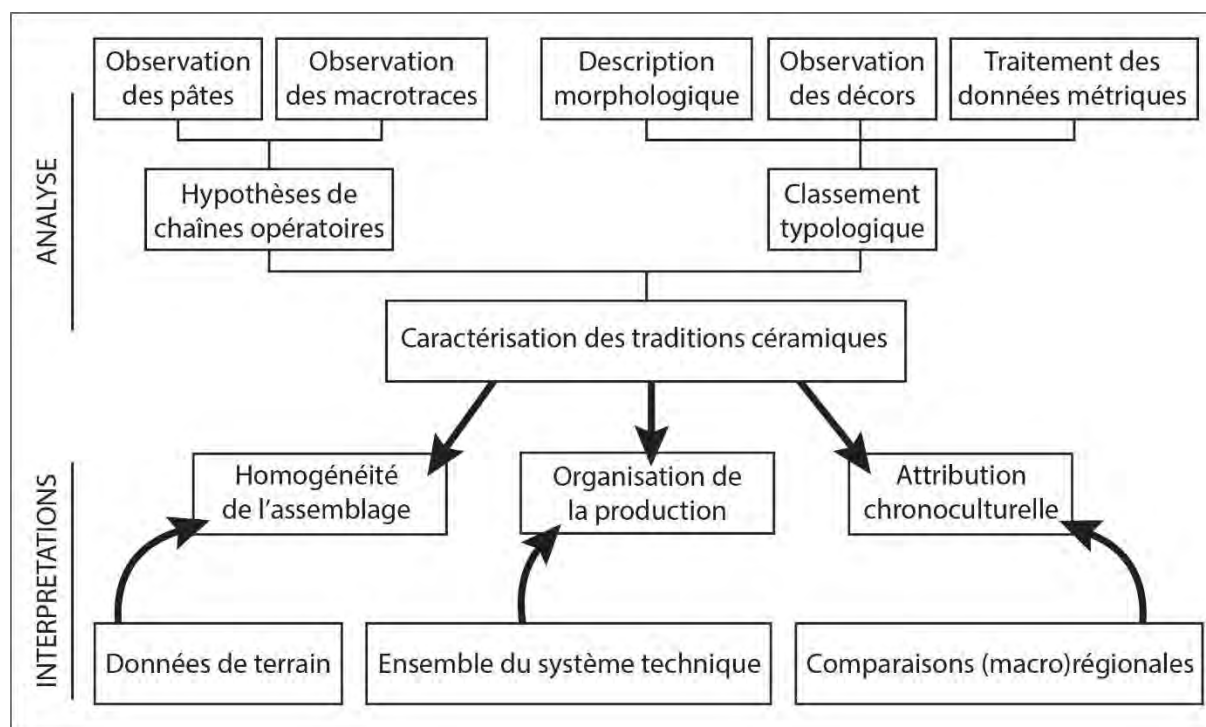 Observation
des pâtes
Observation
des macrotraces
Description
morphologique
Observation
des décors
Traitement des
données métriques
ANALYSE
Hypothèses de
chaînes opératoires
Classement
typologique
Caractérisation des traditions céramiques
INTERPRETATIONS
Homogénéité
de l'assemblage
Organisation de
la production
Attribution
chronoculturelle
Données de terrain
Ensemble du système technique
Comparaisons (macro)régionales